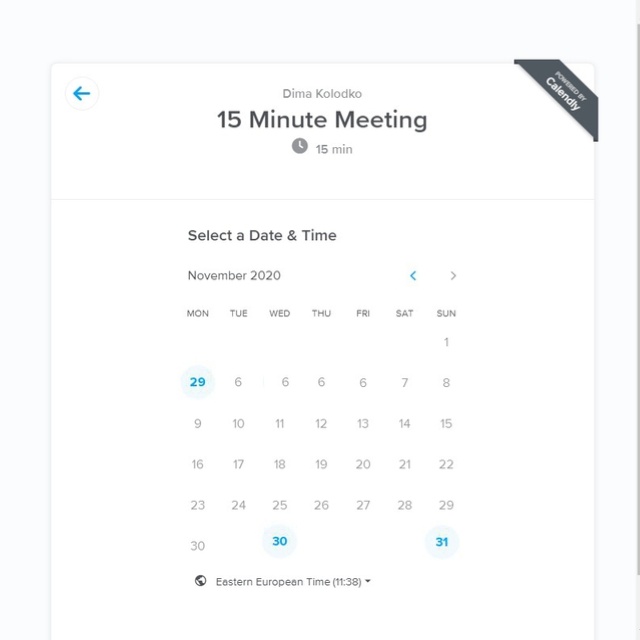 POWERED BY
Calendly
Dima Kolodko
15 Minute Meeting
15 min
Select a Date & Time
November 2020
MON TUE WED THU FRI SAT SUN
1
29 6 6 6 6 7 8
9 10 11 12 13 14 15
16 17 18 19 20 21 22
23 24 25 26 27 28 29
30 30 31
Eastern European Time (11:38)